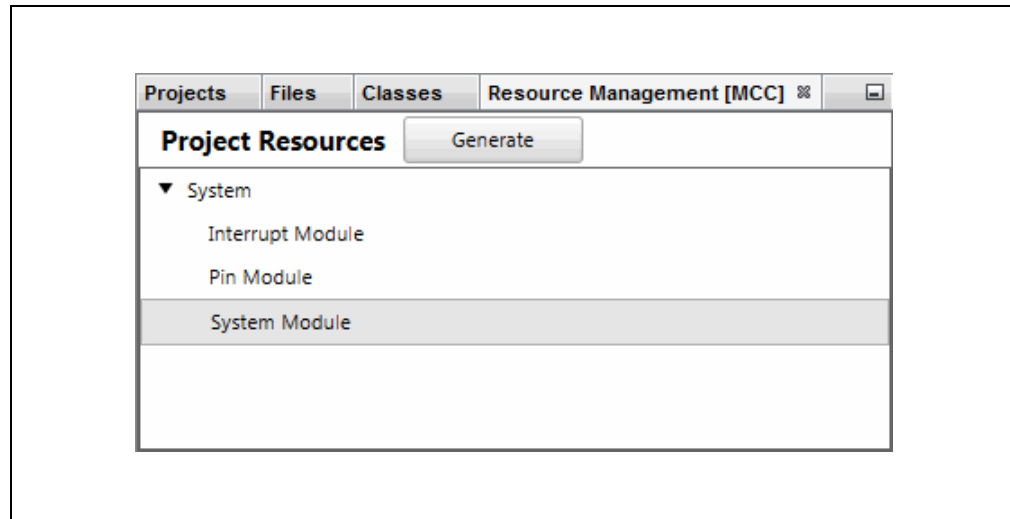 Projects Files Classes Resource Management [MCC]
Project Resources Generate
System
Interrupt Module
Pin Module
System Module